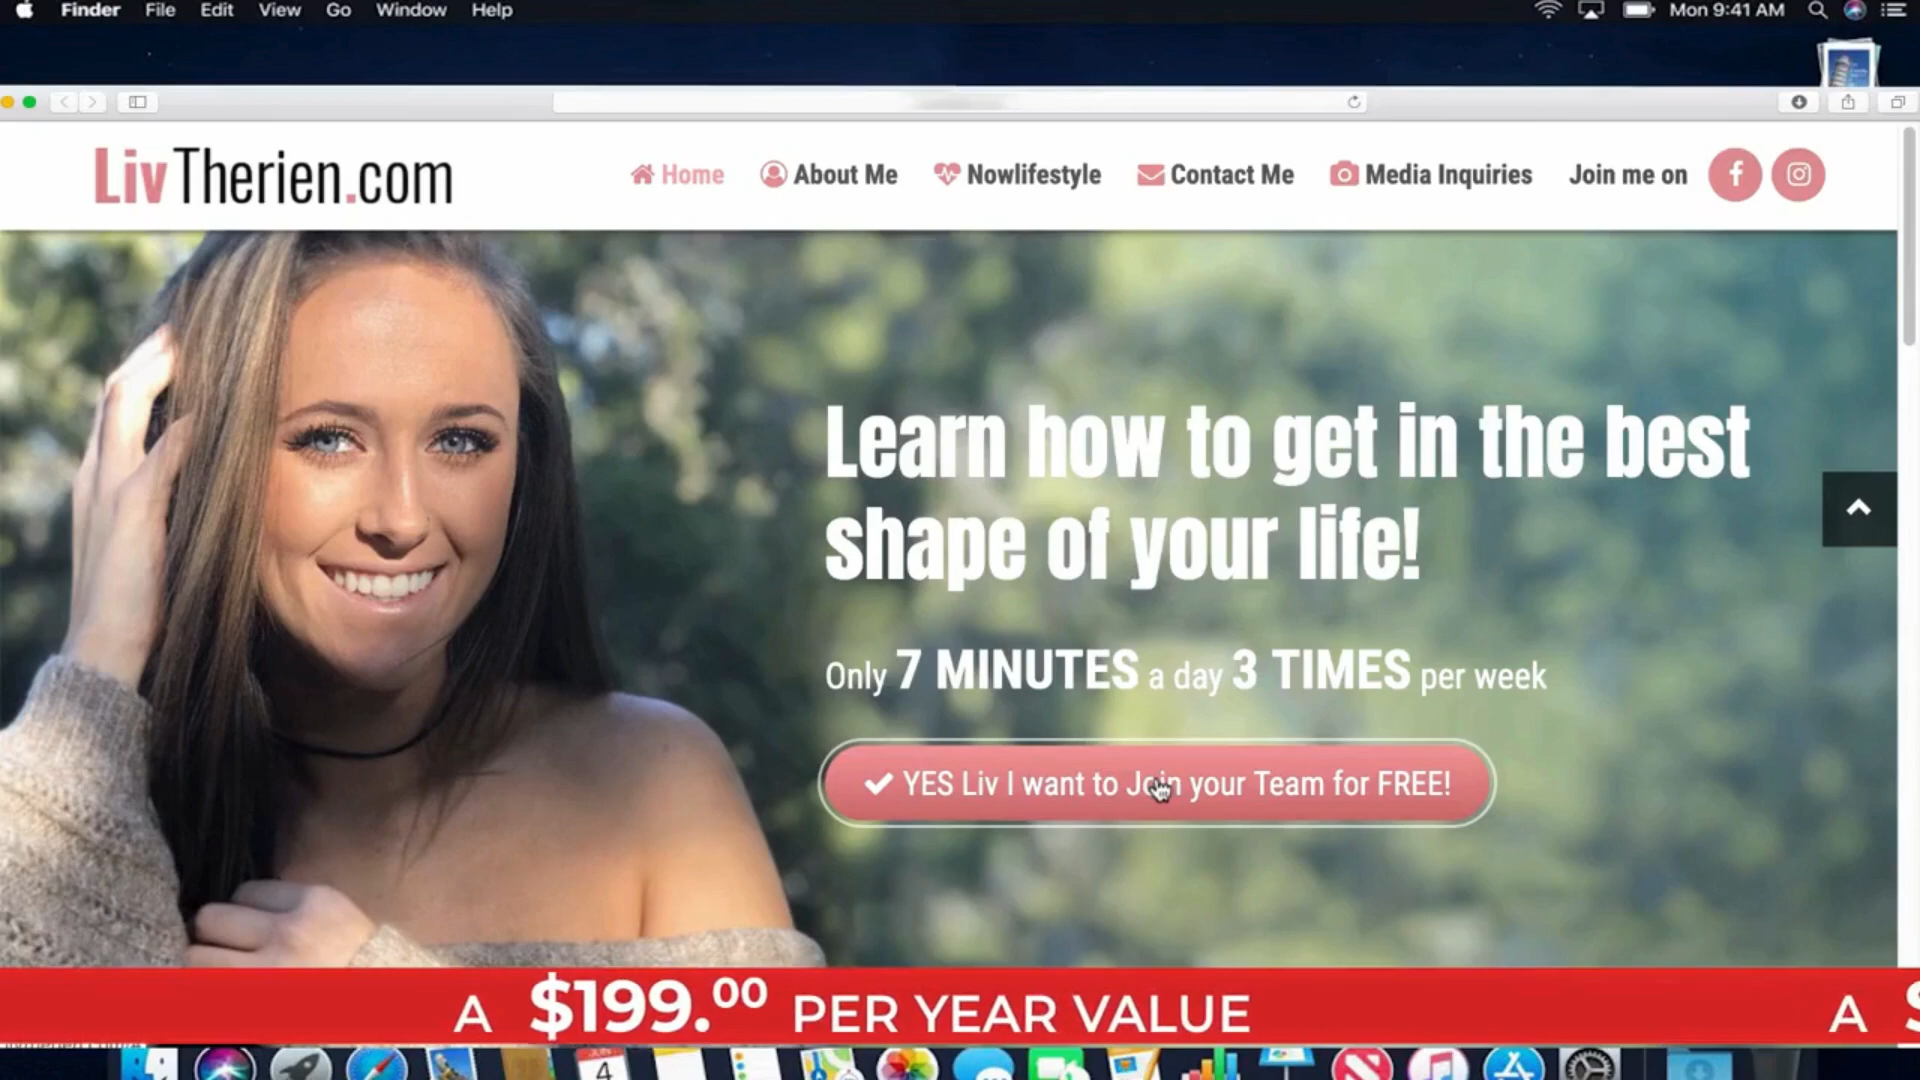 Finder File Edit View Go Window Help Mon 9:41 AM
LivTherien.com Home About Me Nowlifestyle Contact Me Media Inquiries Join me on
Learn how to get in the best
shape of your life!
Only 7 MINUTES a day 3 TIMES per week
YES Liv I want to Join your Team for FREE!
A $199.00 PER YEAR VALUE A
4